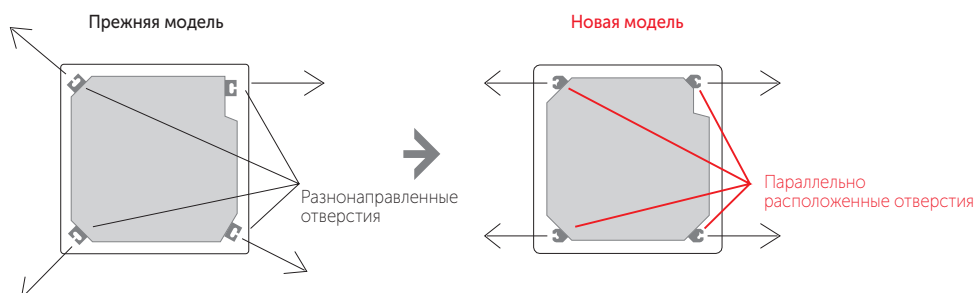 Прежняя модель
Новая модель
Разнонаправленные
отверстия
Параллельно
расположенные отверстия